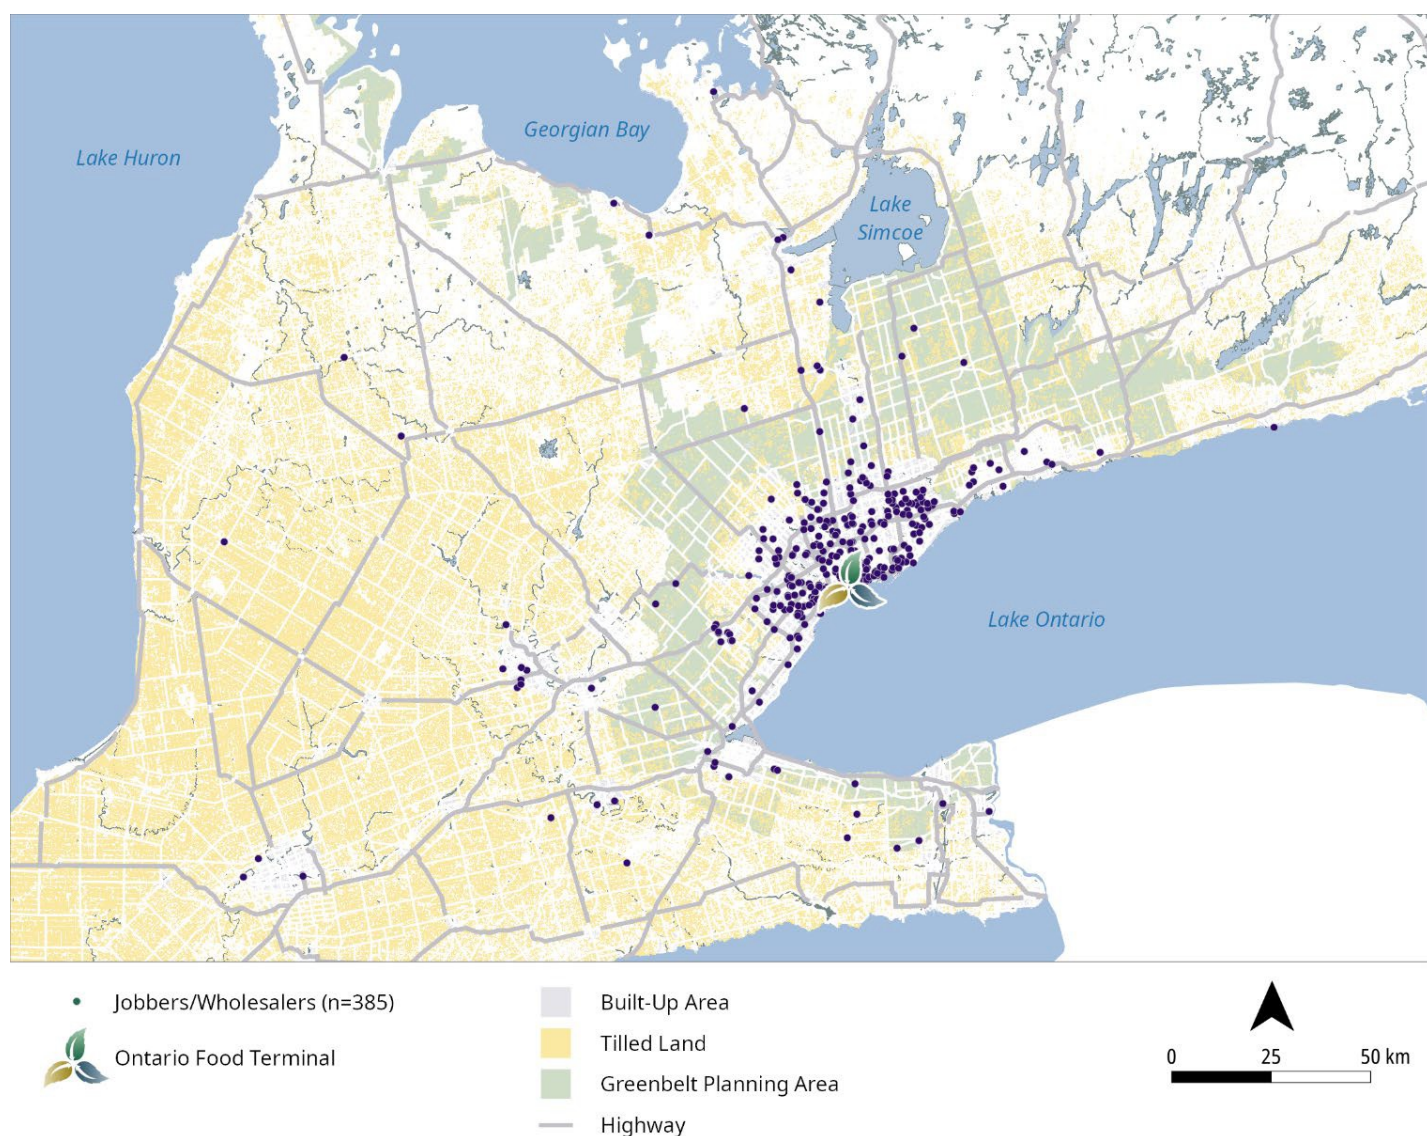 Georgian Bay
Lake Huron
Lake
Simcoe
Lake Ontario
Jobbers/Wholesalers (n=385)
Ontario Food Terminal
Built-Up Area
Tilled Land
Greenbelt Planning Area
Highway
0 25 50 km